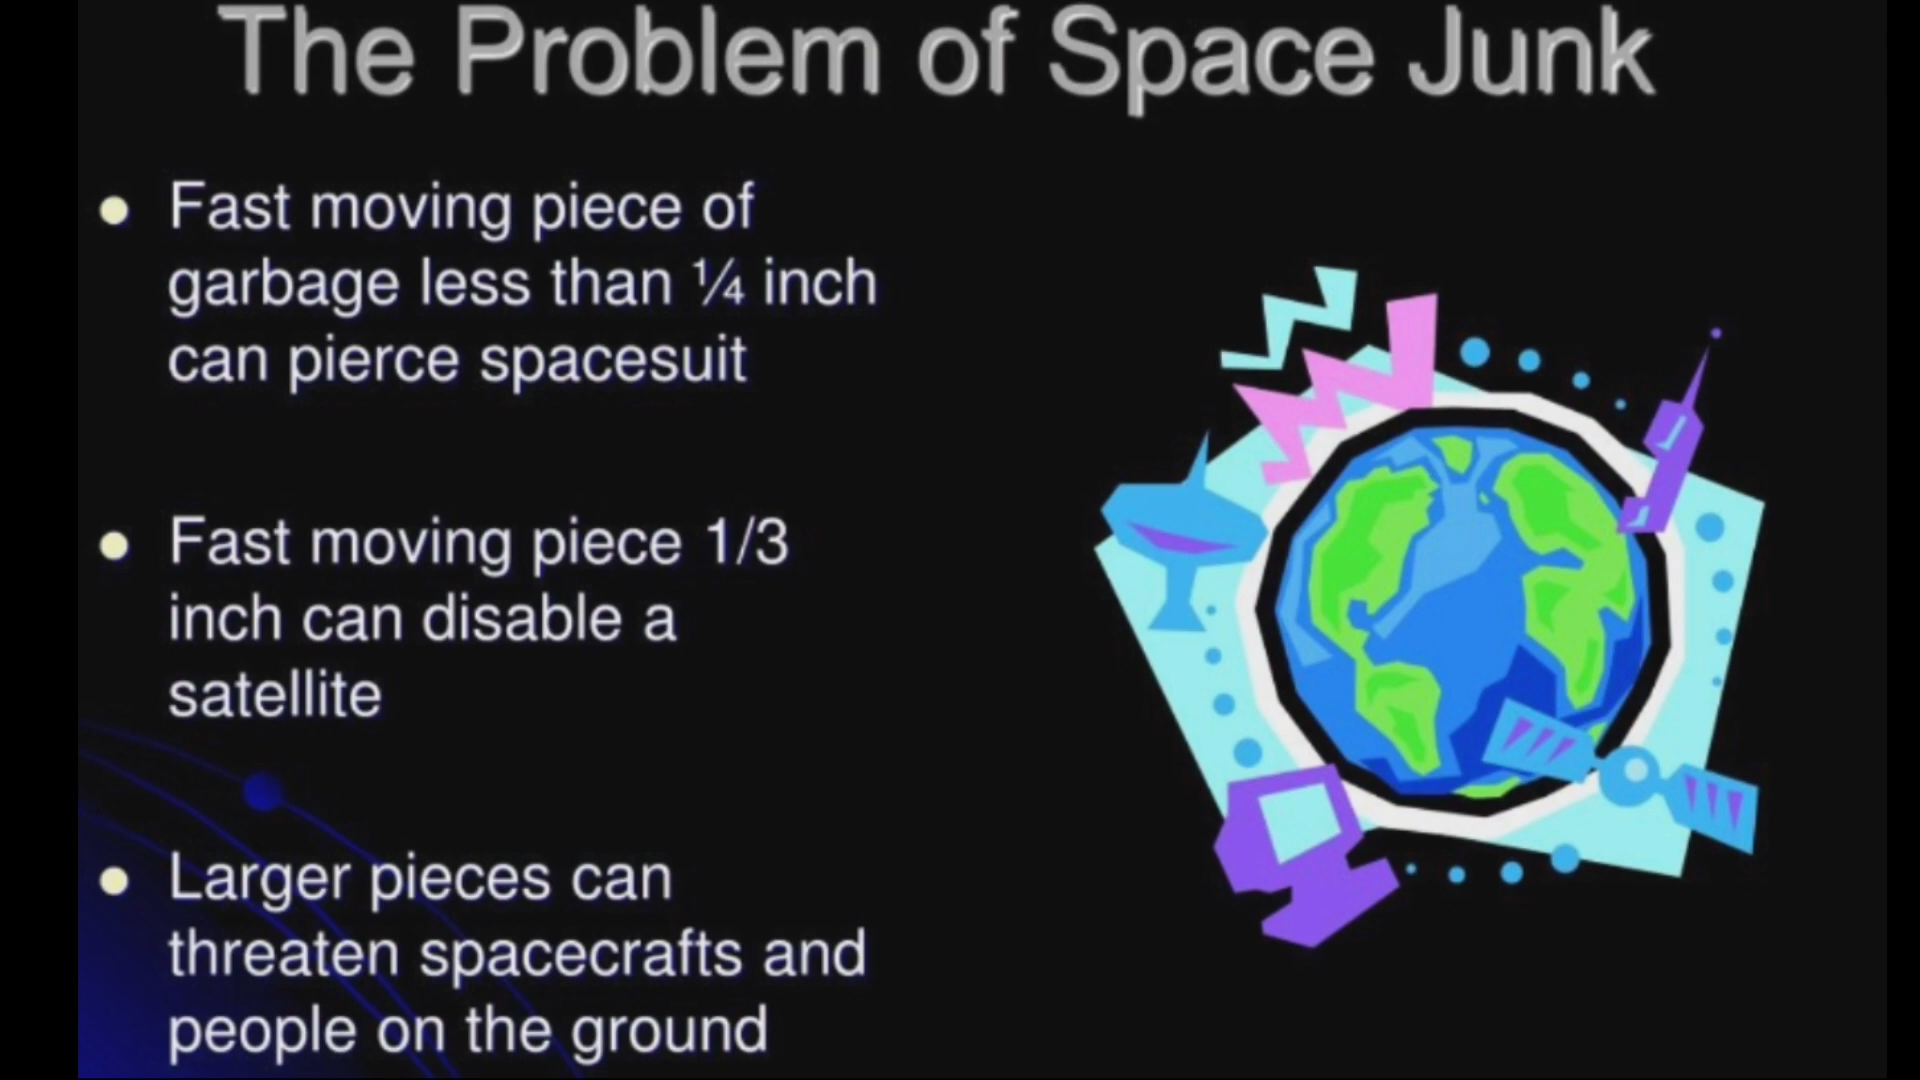 The Problem of Space Junk
Fast moving piece of
garbage less than ¼ inch
can pierce spacesuit
Fast moving piece 1/3
inch can disable a
satellite
Larger pieces can
threaten spacecrafts and
people on the ground